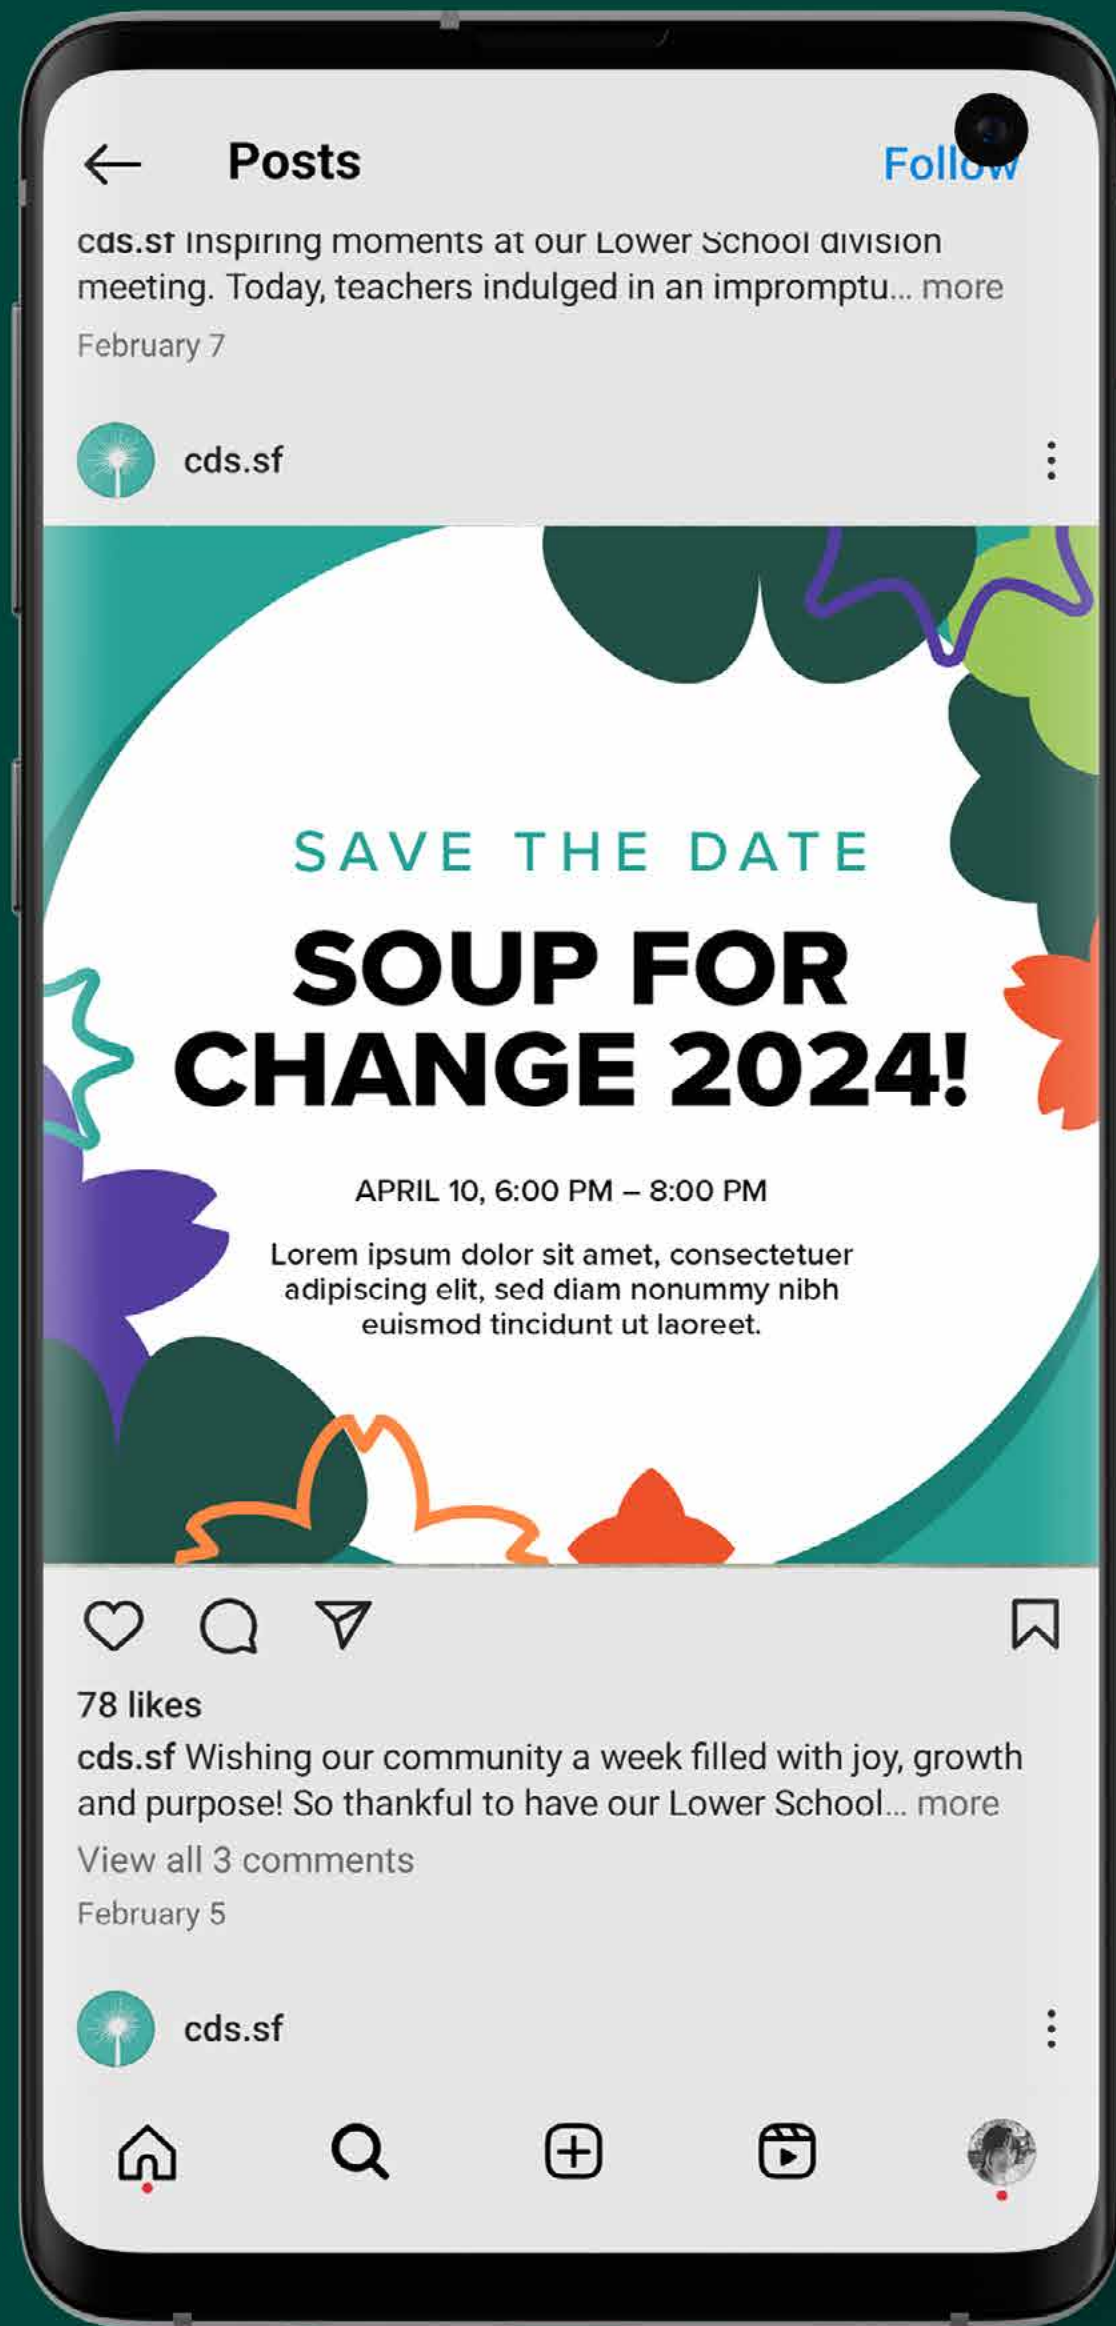 Posts
Follow
cds.sf Inspiring moments at our Lower School division
meeting. Today, teachers indulged in an impromptu... more
February 7
cds.sf
SAVE THE DATE
SOUP FOR
CHANGE 2024!
APRIL 10, 6:00 PM – 8:00 PM
Lorem ipsum dolor sit amet, consectetuer
adipiscing elit, sed diam nonummy nibh
euismod tincidunt ut laoreet.
78 likes
cds.sf Wishing our community a week filled with joy, growth
and purpose! So thankful to have our Lower School... more
View all 3 comments
February 5
cds.sf